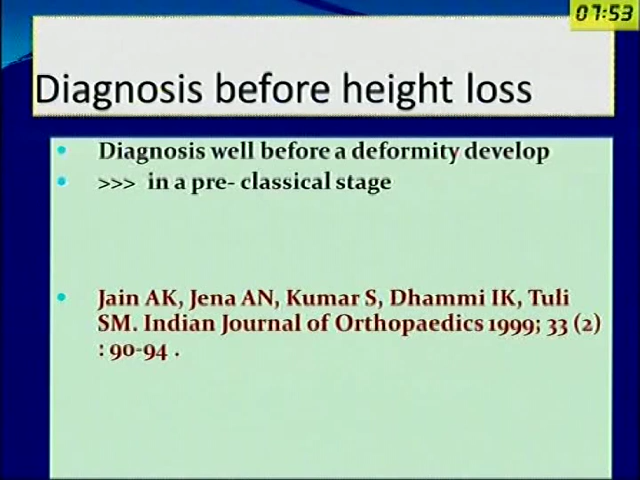 07:53
Diagnosis before height loss
• Diagnosis well before a deformity develop
• >>> in a pre- classical stage
• Jain AK, Jena AN, Kumar S, Dhammi IK, Tuli
SM. Indian Journal of Orthopaedics 1999; 33 (2)
: 90-94 .